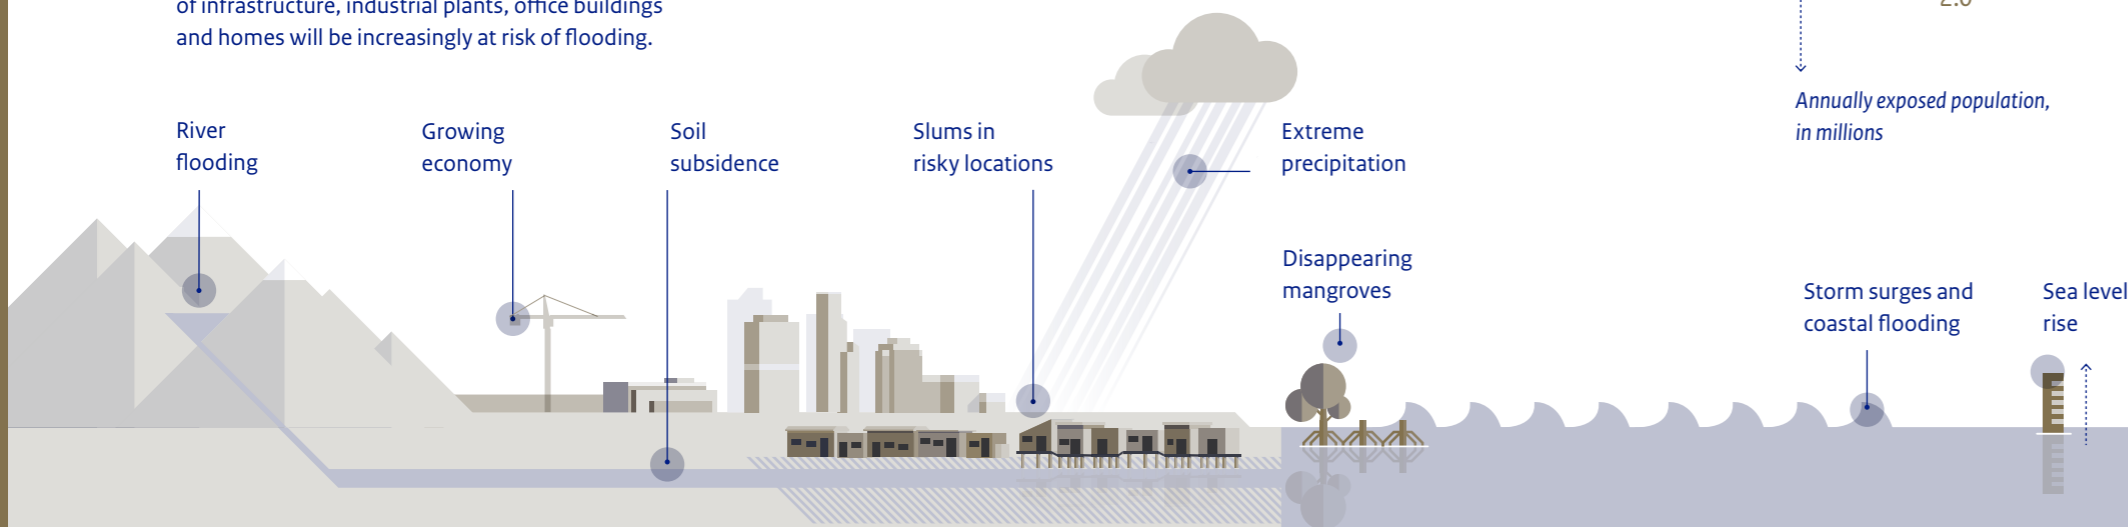 of infrastructure, industrial plants, office buildings
and homes will be increasingly at risk of flooding.
Annually exposed population,
in millions
River
flooding
Growing
economy
Soil
subsidence
Slums in
risky locations
Extreme
precipitation
Disappearing
mangroves
Storm surges and
coastal flooding
Sea level
rise